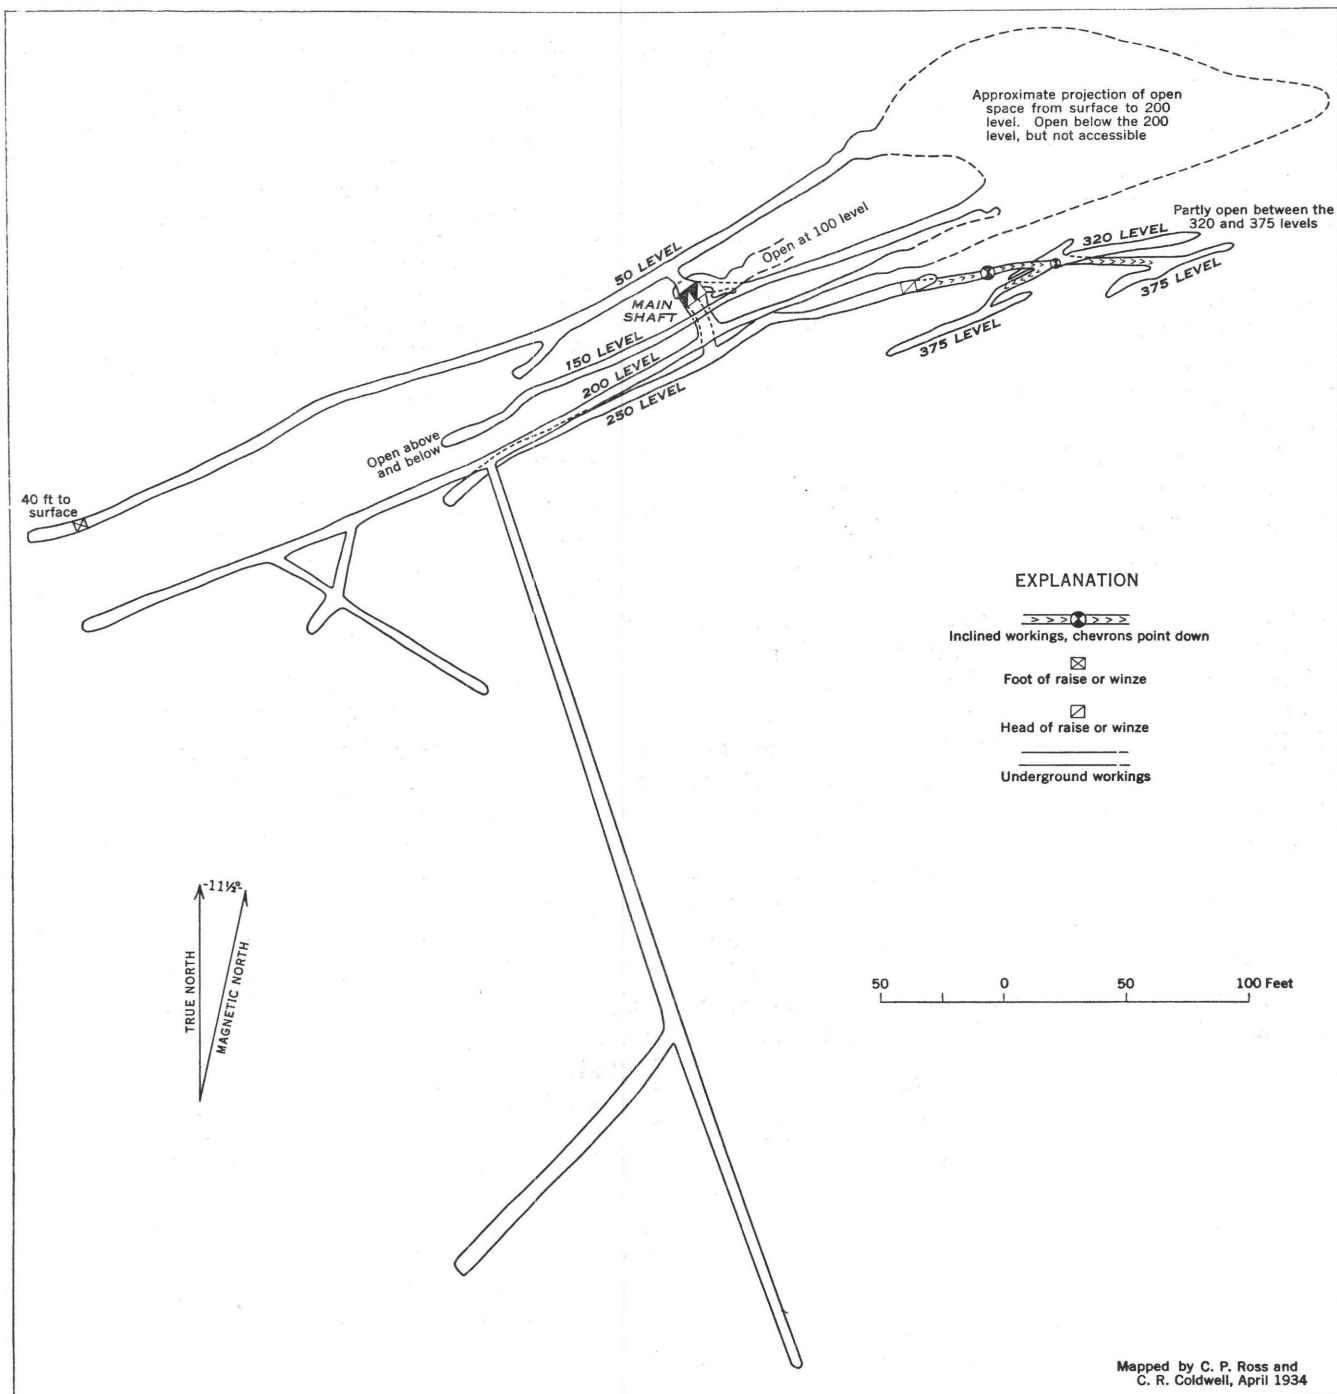 Approximate projection of open
space from surface to 200
level. Open below the 200
level, but not accessible
Partly open between the
320 and 375 levels
320 LEVEL
375 LEVEL
375 LEVEL
Open at 100 level
50 LEVEL
MAIN
SHAFT
150 LEVEL
200 LEVEL
250 LEVEL
Open above
and below
40 ft to
surface
EXPLANATION
Inclined workings, chevrons point down
Foot of raise or winze
Head of raise or winze
Underground workings
11½°
TRUE NORTH
MAGNETIC NORTH
50 0 50 100 Feet
Mapped by C. P. Ross and
C. R. Coldwell, April 1934